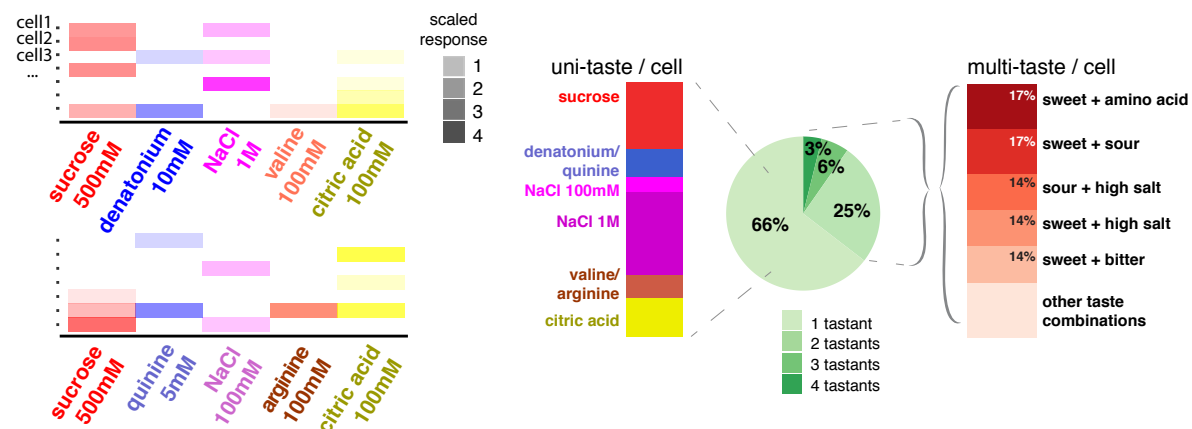 cell1
cell2
cell3
...
sucrose
500mM
denatonium
10mM
NaCl
1M
valine
100mM
citric acid
100mM
scaled
response
1
2
3
4
sucrose
500mM
quinine
5mM
NaCl
100mM
arginine
100mM
citric acid
100mM
uni-taste / cell
sucrose
denatonium/
quinine
NaCl 100mM
NaCl 1M
valine/
arginine
citric acid
3%
6%
25%
66%
1 tastant
2 tastants
3 tastants
4 tastants
multi-taste / cell
17% sweet + amino acid
17% sweet + sour
14% sour + high salt
14% sweet + high salt
14% sweet + bitter
other taste
combinations